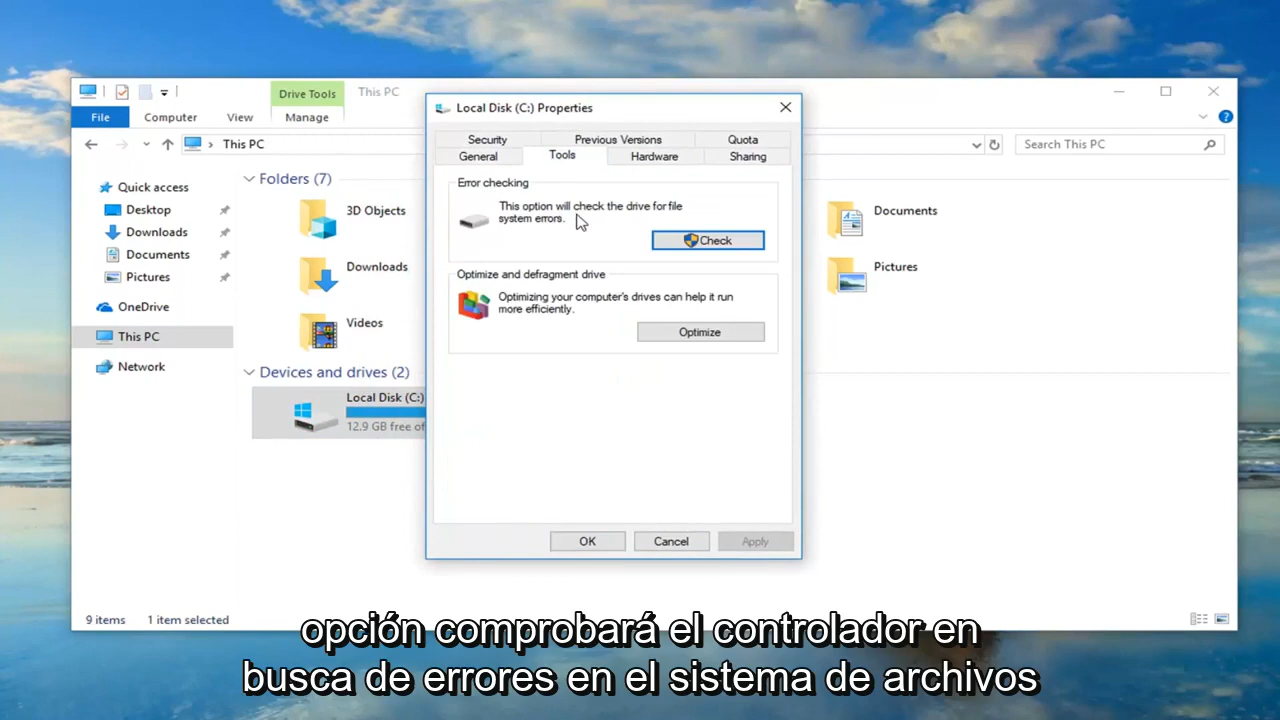 Drive Tools
This PC
File
Computer
View
Manage
This PC
Search This PC
Quick access
Desktop
Downloads
Documents
Pictures
OneDrive
This PC
Network
Folders (7)
3D Objects
Downloads
Videos
Documents
Pictures
Devices and drives (2)
Local Disk (C:)
12.9 GB free of
Local Disk (C:) Properties
Security
Previous Versions
Quota
General
Tools
Hardware
Sharing
Error checking
This option will check the drive for file
system errors.
Check
Optimize and defragment drive
Optimizing your computer's drives can help it run
more efficiently.
Optimize
OK
Cancel
Apply
9 items
1 item selected
opción comprobará el controlador en
busca de errores en el sistema de archivos